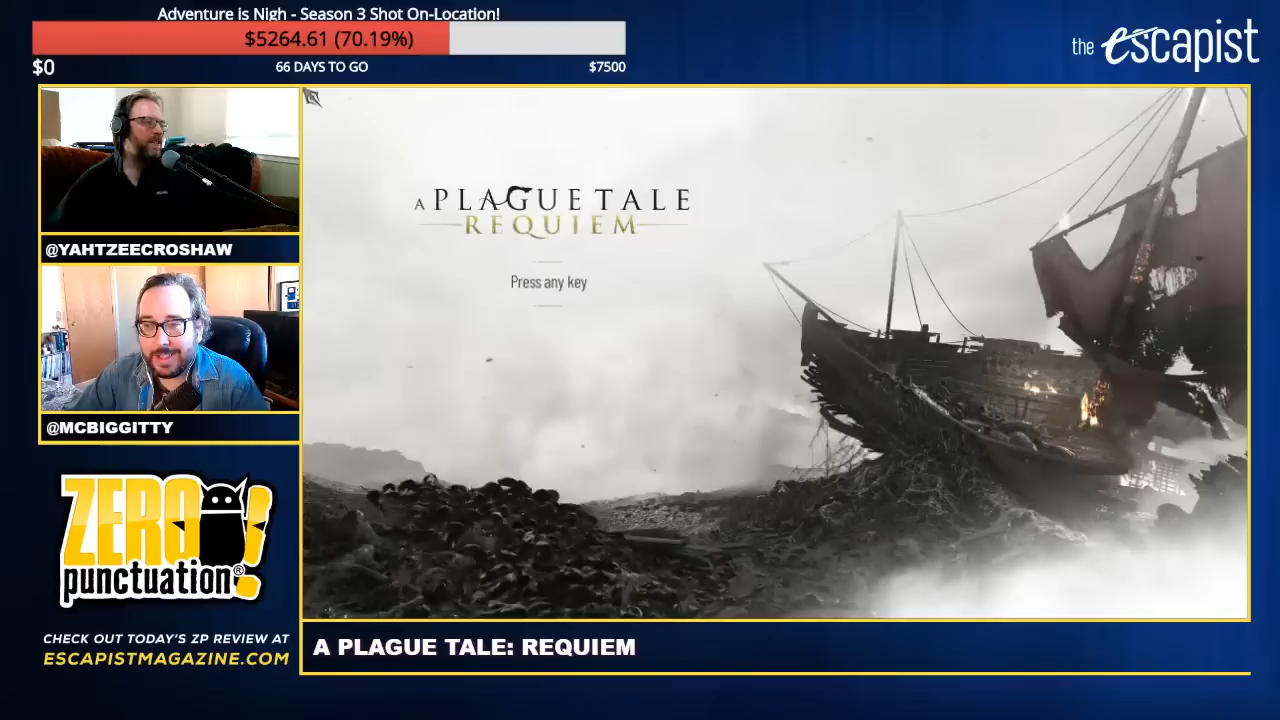 Adventure is Nigh - Season 3 Shot On-Location!
$5264.61 (70.19%)
$0
66 DAYS TO GO
$7500
the escapist
@YAHTZEECROSHAW
@MCBIGGITTY
A PLAGUE TALE
REQUIEM
Press any key
ZERO
punctuation®!
CHECK OUT TODAY'S ZP REVIEW AT
ESCAPISTMAGAZINE.COM
A PLAGUE TALE: REQUIEM